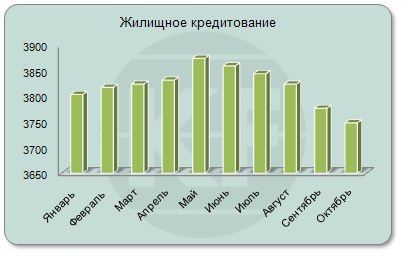 Жилищное кредитование
3900
3850
3800
3750
3700
3650
Январь
Февраль
Март
Апрель
Май
Июнь
Июль
Август
Сентябрь
Октябрь